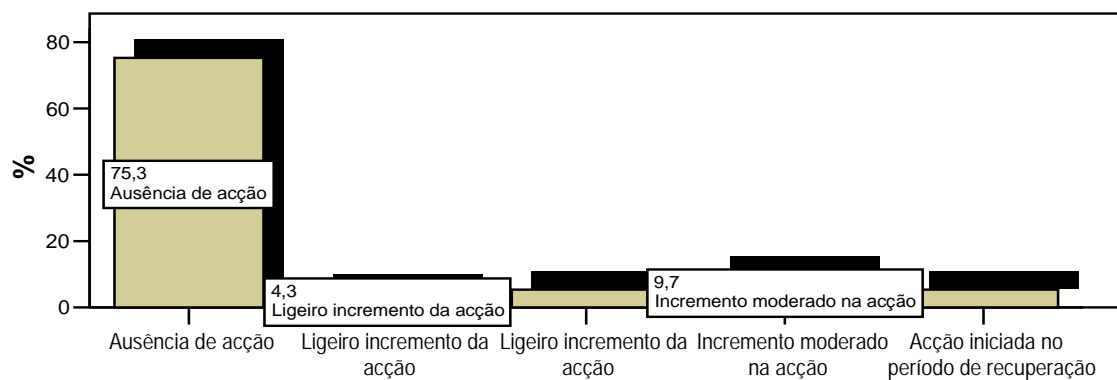 80
60
40
20
0
%
75,3
Ausência de acção
4,3
Ligeiro incremento da acção
9,7
Incremento moderado na acção
Ausência de acção
Ligeiro incremento da
acção
Ligeiro incremento da
acção
Incremento moderado
na acção
Acção iniciada no
período de recuperação